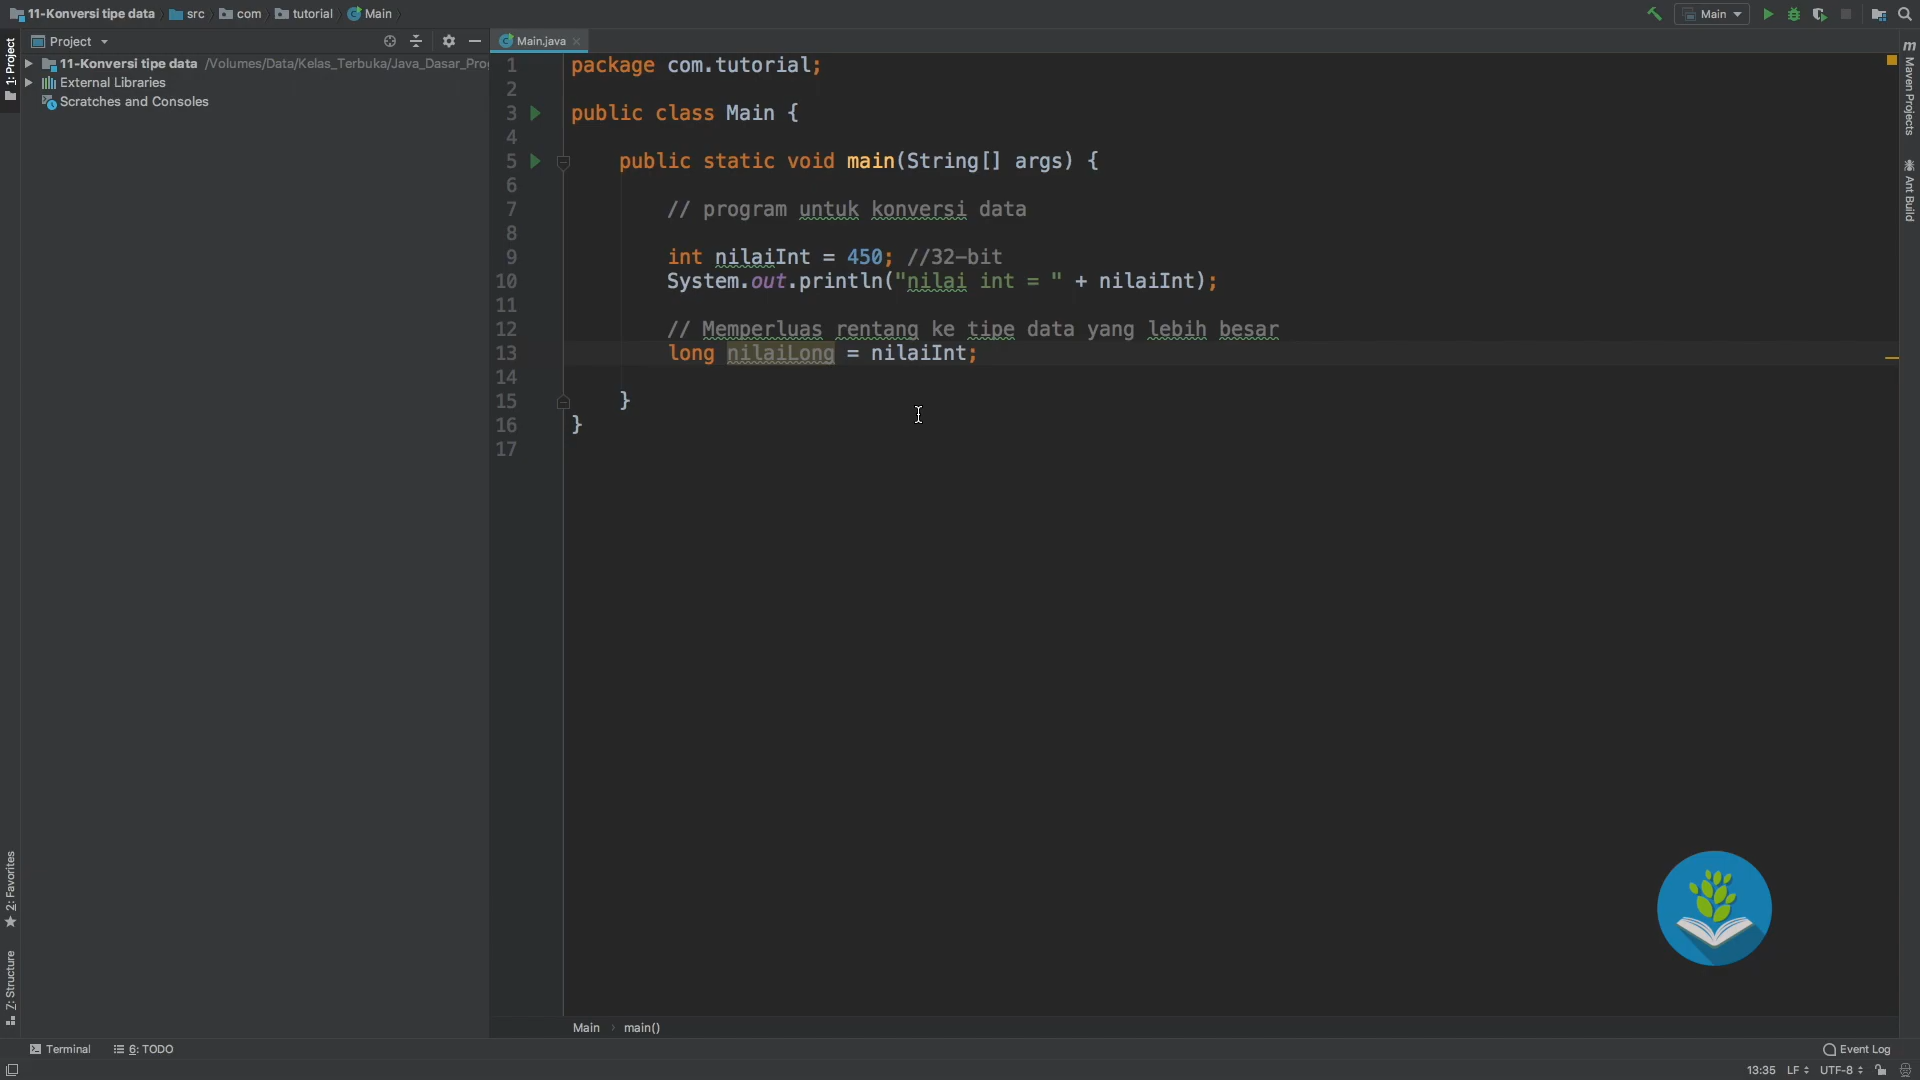 11-Konversi tipe data src com tutorial Main
Main
Project
Main.java
1: Project
11-Konversi tipe data /Volumes/Data/Kelas_Terbuka/Java_Dasar_Pro
External Libraries
Scratches and Consoles
1 package com.tutorial;
2
3 public class Main {
4
5 public static void main(String[] args) {
6
7 // program untuk konversi data
8
9 int nilaiInt = 450; //32-bit
10 System.out.println("nilai int = " + nilaiInt);
11
12 // Memperluas rentang ke tipe data yang lebih besar
13 long nilaiLong = nilaiInt;
14
15 }
16 }
17
m Maven Projects
Ant Build
2: Favorites
7: Structure
Main main()
Terminal 6: TODO
Event Log
13:35 LF UTF-8